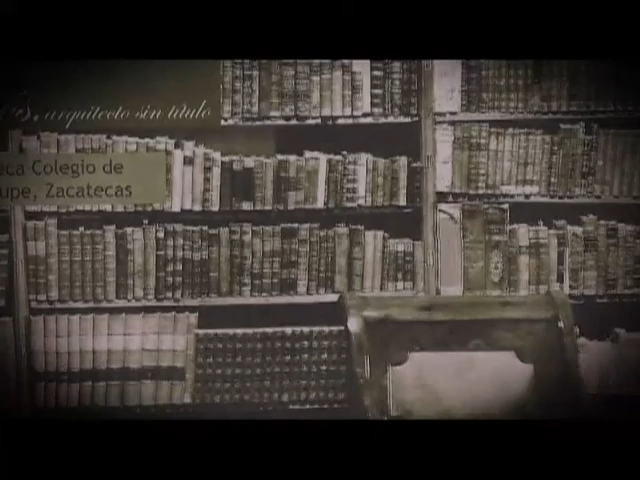 arquitecto sin título
eca Colegio de
upe, Zacatecas